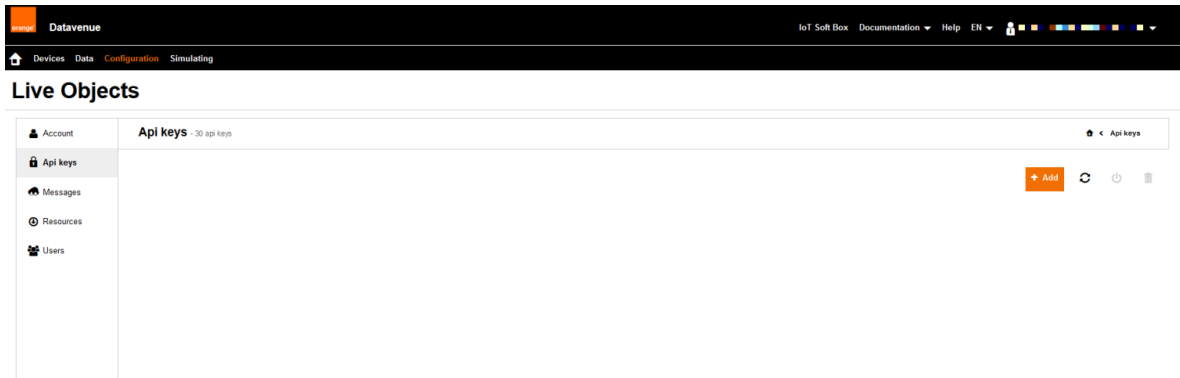 orange Datavenue IoT Soft Box Documentation Help EN
Devices Data Configuration Simulating
Live Objects
Account
Api keys - 30 api keys < Api keys
Api keys
+ Add
Messages
Resources
Users